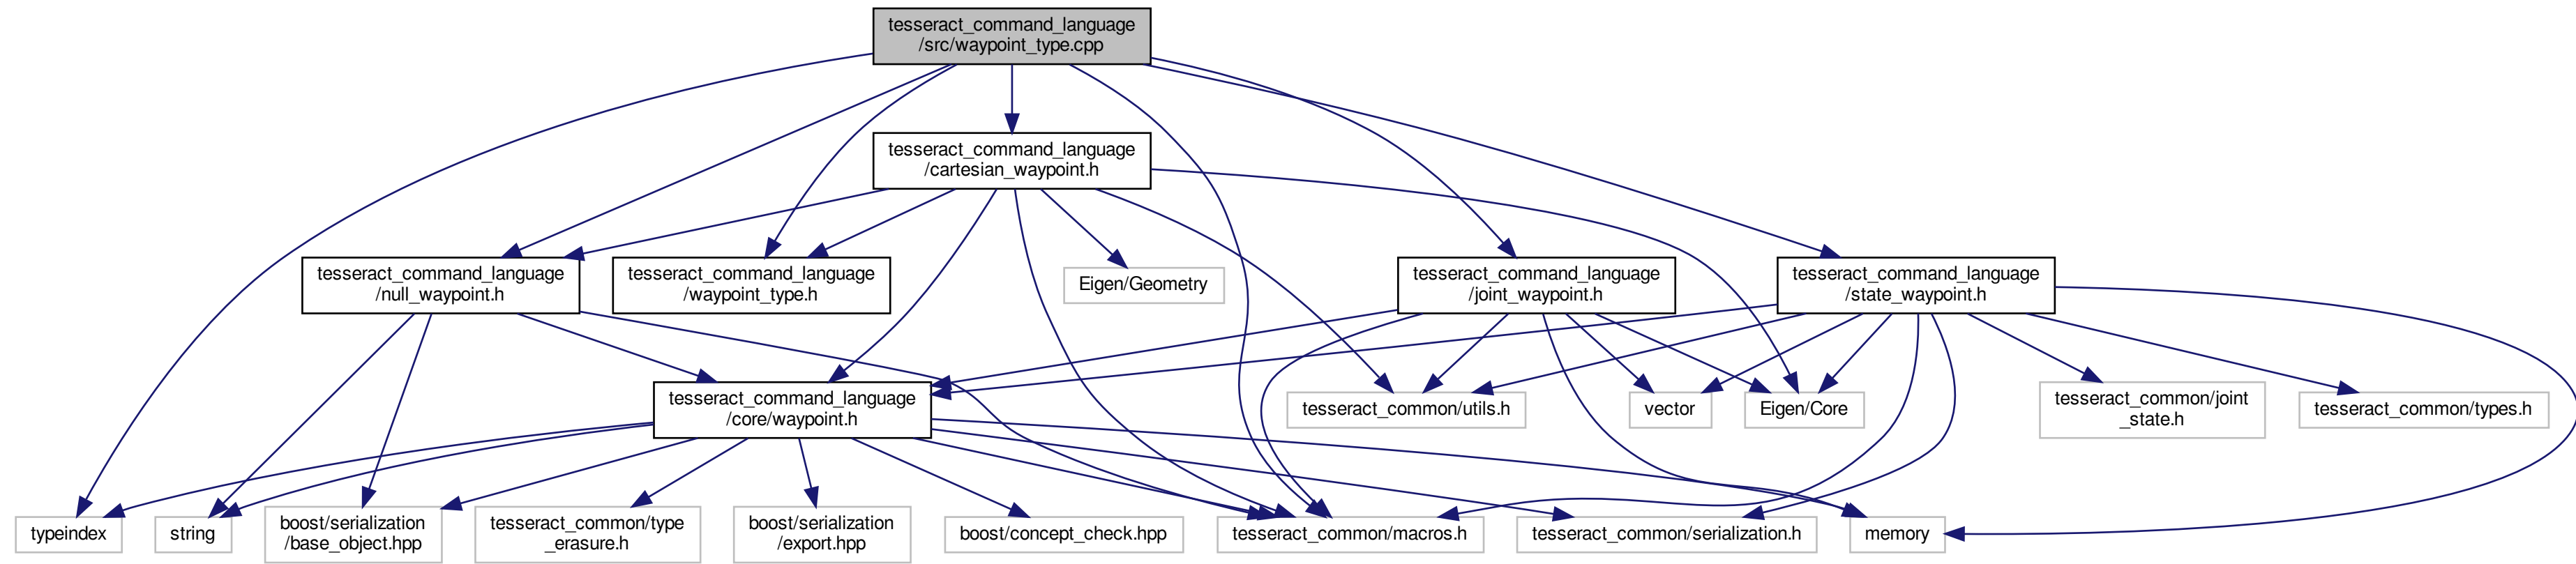 tesseract_command_language
/src/waypoint_type.cpp
tesseract_command_language
/cartesian_waypoint.h
tesseract_command_language
/null_waypoint.h
tesseract_command_language
/waypoint_type.h
Eigen/Geometry
tesseract_command_language
/joint_waypoint.h
tesseract_command_language
/state_waypoint.h
tesseract_command_language
/core/waypoint.h
tesseract_common/utils.h
vector
Eigen/Core
tesseract_common/joint
_state.h
tesseract_common/types.h
typeindex
string
boost/serialization
/base_object.hpp
tesseract_common/type
_erasure.h
boost/serialization
/export.hpp
boost/concept_check.hpp
tesseract_common/macros.h
tesseract_common/serialization.h
memory